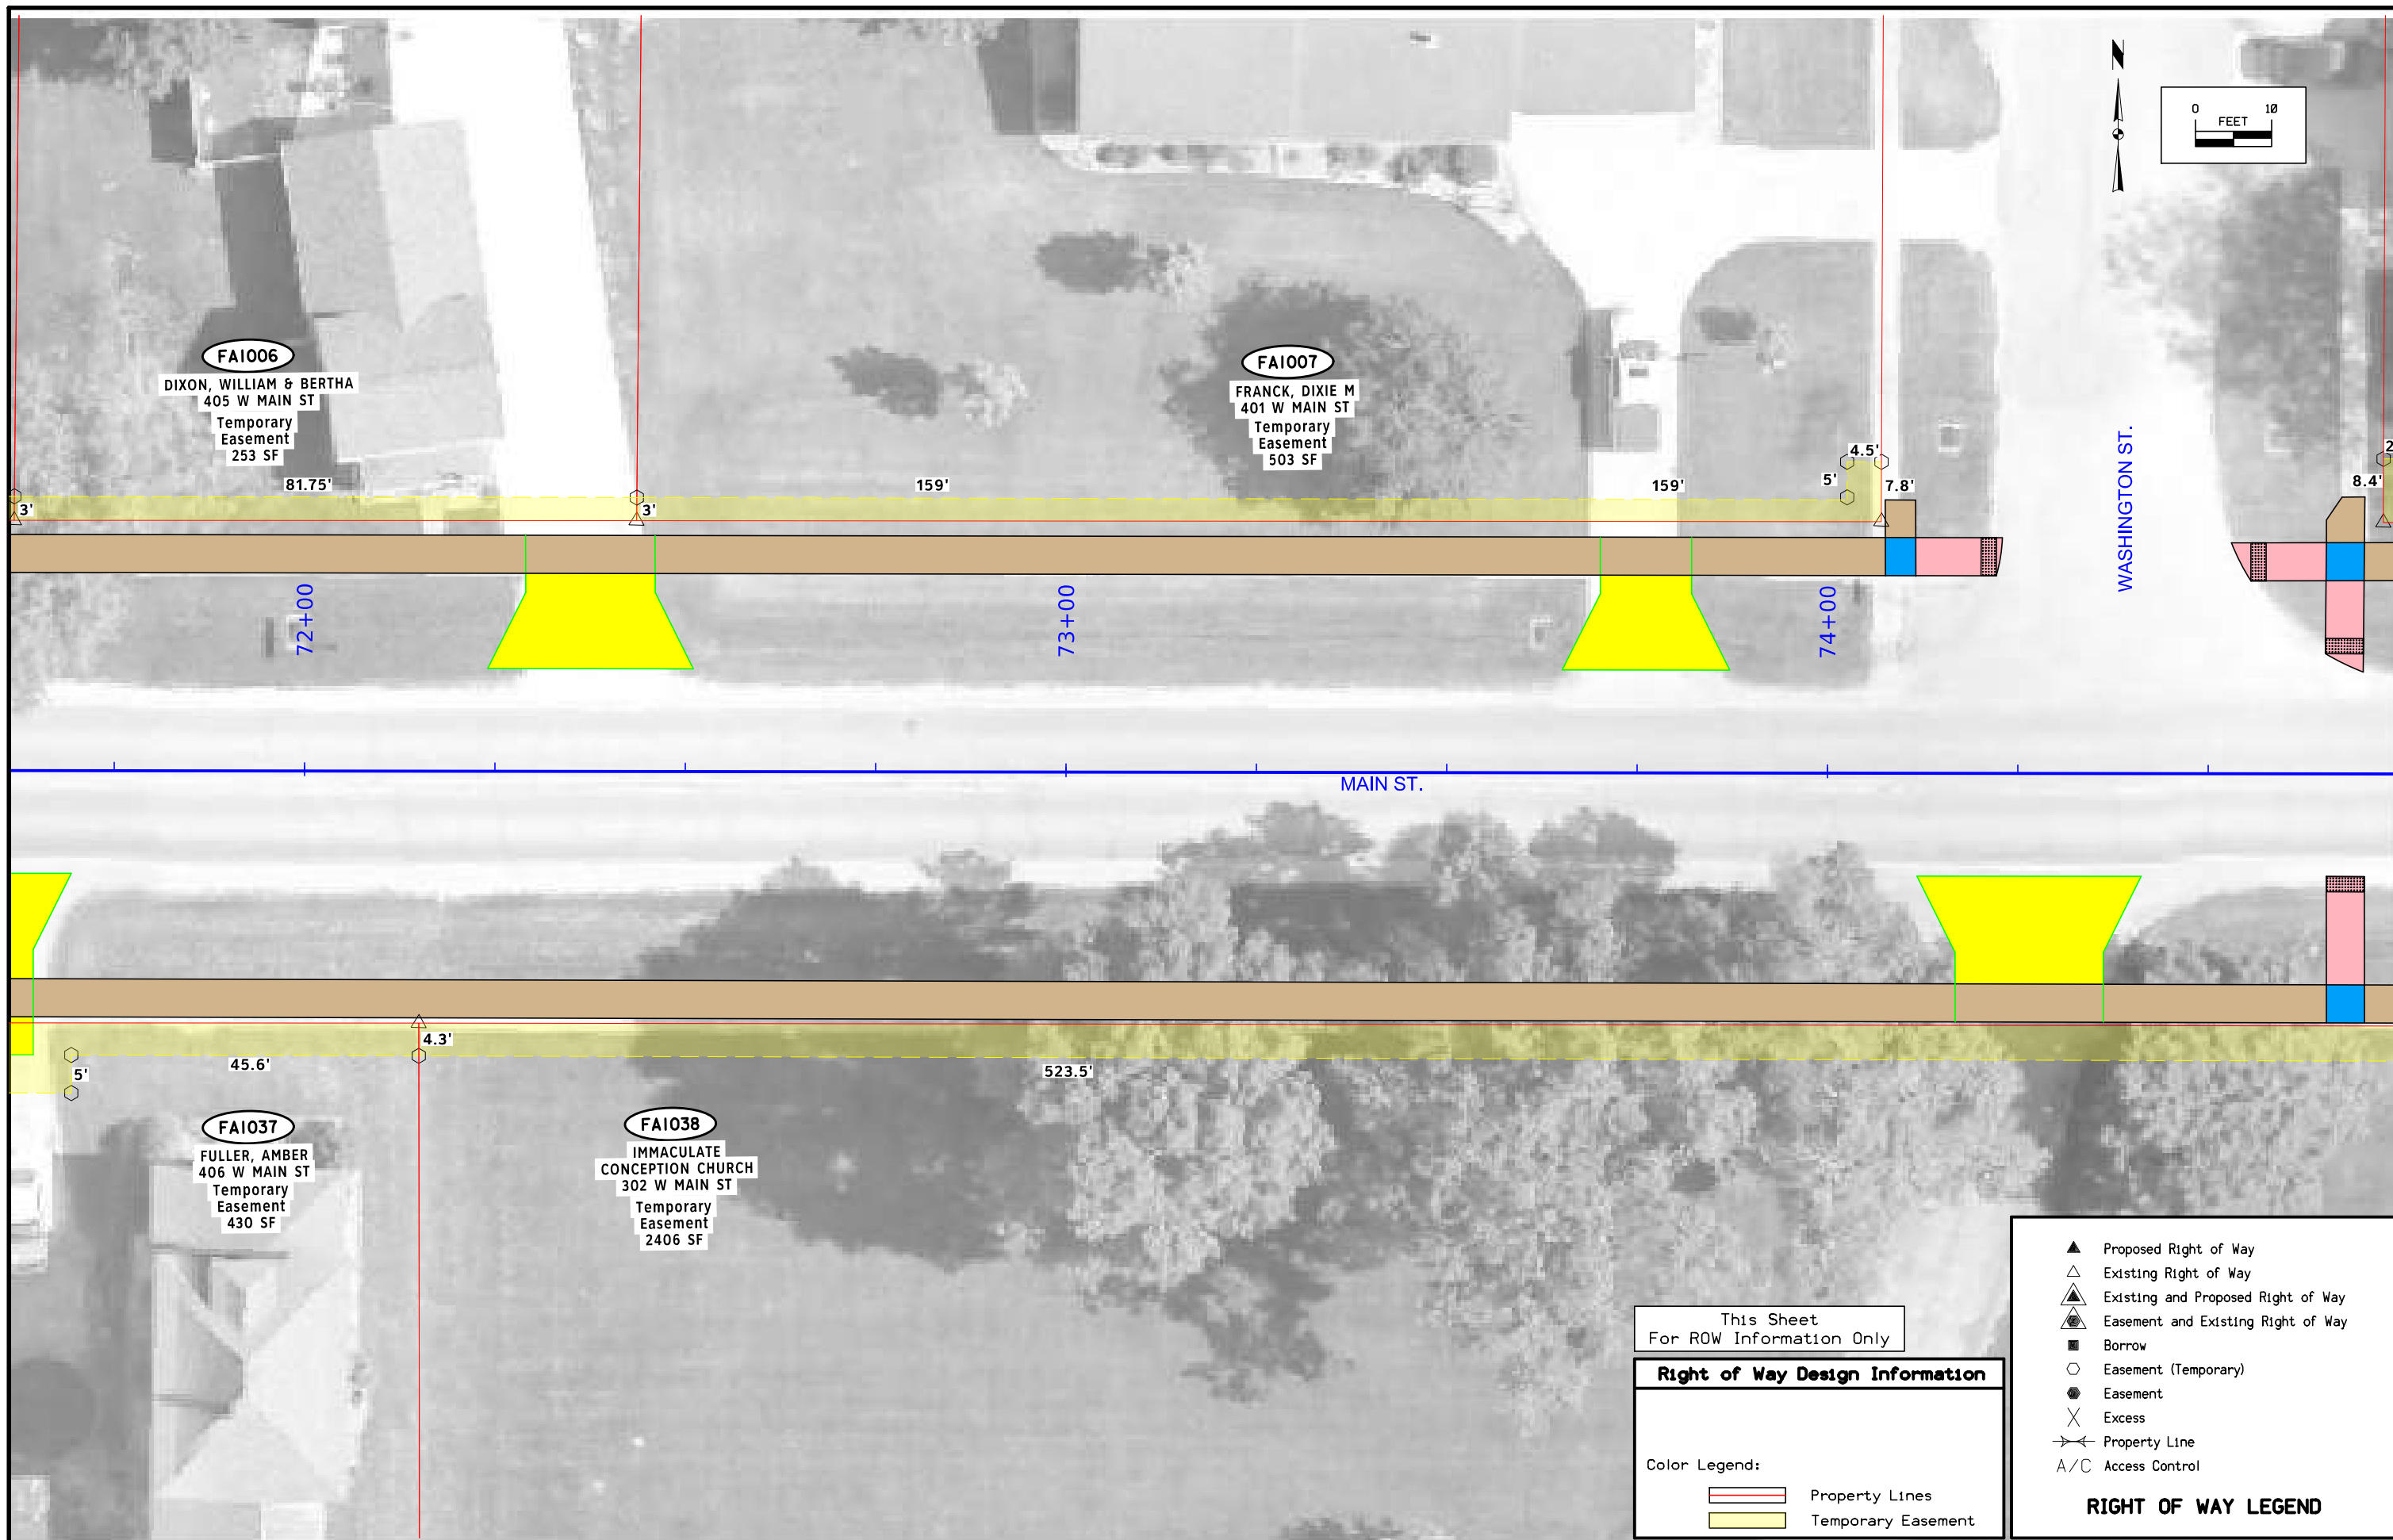 N
0 10
FEET
FA1006
DIXON, WILLIAM & BERTHA
405 W MAIN ST
Temporary
Easement
253 SF
FA1007
FRANCK, DIXIE M
401 W MAIN ST
Temporary
Easement
503 SF
WASHINGTON ST.
3'
81.75'
3'
159'
159'
5'
4.5'
7.8'
2
8.4'
72+00
73+00
74+00
MAIN ST.
5'
45.6'
4.3'
523.5'
FA1037
FULLER, AMBER
406 W MAIN ST
Temporary
Easement
430 SF
FA1038
IMMACULATE
CONCEPTION CHURCH
302 W MAIN ST
Temporary
Easement
2406 SF
This Sheet
For ROW Information Only
Right of Way Design Information
Color Legend:
Property Lines
Temporary Easement
Proposed Right of Way
Existing Right of Way
Existing and Proposed Right of Way
Easement and Existing Right of Way
Borrow
Easement (Temporary)
Easement
Excess
Property Line
A/C Access Control
RIGHT OF WAY LEGEND